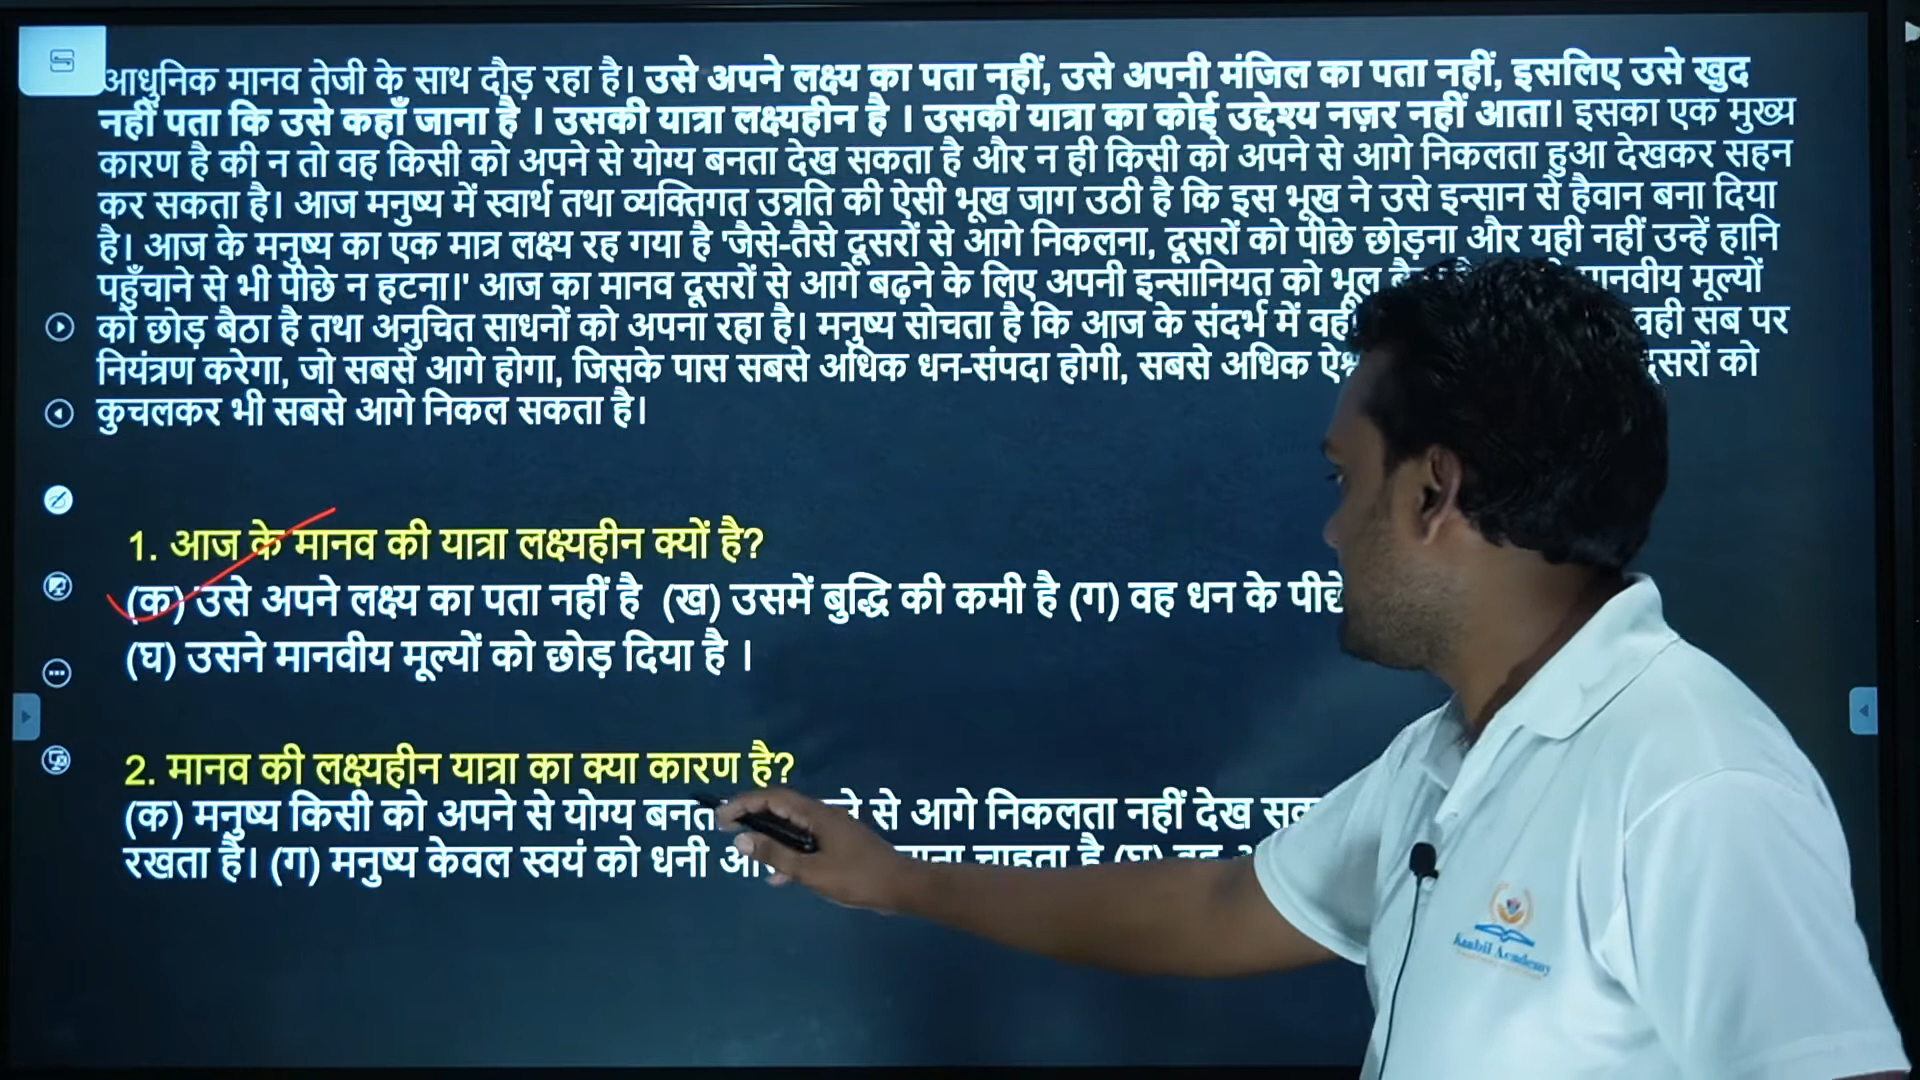 आधुनिक मानव तेजी के साथ दौड़ रहा है। उसे अपने लक्ष्य का पता नहीं, उसे अपनी मंजिल का पता नहीं, इसलिए उसे खुद
नहीं पता कि उसे कहाँ जाना है । उसकी यात्रा लक्ष्यहीन है । उसकी यात्रा का कोई उद्देश्य नज़र नहीं आता। इसका एक मुख्य
कारण है की न तो वह किसी को अपने से योग्य बनता देख सकता है और न ही किसी को अपने से आगे निकलता हुआ देखकर सहन
कर सकता है। आज मनुष्य में स्वार्थ तथा व्यक्तिगत उन्नति की ऐसी भूख जाग उठी है कि इस भूख ने उसे इन्सान से हैवान बना दिया
है। आज के मनुष्य का एक मात्र लक्ष्य रह गया है 'जैसे-तैसे दूसरों से आगे निकलना, दूसरों को पीछे छोड़ना और यही नहीं उन्हें हानि
पहुँचाने से भी पीछे न हटना।' आज का मानव दूसरों से आगे बढ़ने के लिए अपनी इन्सानियत को भूल मूल्यों
को छोड़ बैठा है तथा अनुचित साधनों को अपना रहा है। मनुष्य सोचता है कि आज के संदर्भ में वही वही सब पर
नियंत्रण करेगा, जो सबसे आगे होगा, जिसके पास सबसे अधिक धन-संपदा होगी, सबसे अधिक को
कुचलकर भी सबसे आगे निकल सकता है।
1. आज के मानव की यात्रा लक्ष्यहीन क्यों है?
(क) उसे अपने लक्ष्य का पता नहीं है (ख) उसमें बुद्धि की कमी है (ग) वह धन के
(घ) उसने मानवीय मूल्यों को छोड़ दिया है ।
2. मानव की लक्ष्यहीन यात्रा का क्या कारण है?
(क) मनुष्य किसी को अपने से योग्य से आगे निकलता नहीं देख
रखता है। (ग) मनुष्य केवल स्वयं को धनी चाहता है (घ) वह
Kaabil Academy